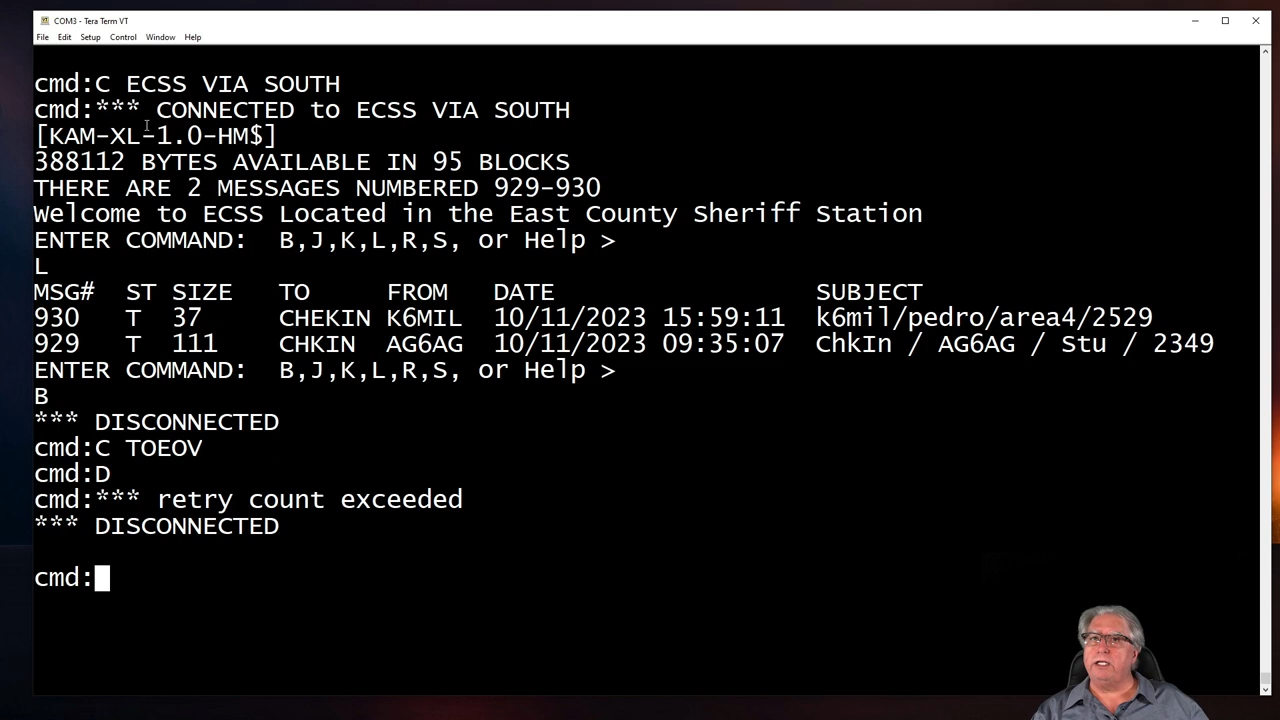 COM3 - Tera Term VT
File Edit Setup Control Window Help
cmd:C ECSS VIA SOUTH
cmd:*** CONNECTED to ECSS VIA SOUTH
[KAM-XL-1.0-HM$]
388112 BYTES AVAILABLE IN 95 BLOCKS
THERE ARE 2 MESSAGES NUMBERED 929-930
Welcome to ECSS Located in the East County Sheriff Station
ENTER COMMAND:  B,J,K,L,R,S, or Help >
L
MSG#  ST SIZE   TO     FROM   DATE                 SUBJECT
930   T  37     CHEKIN K6MIL  10/11/2023 15:59:11  k6mil/pedro/area4/2529
929   T  111    CHKIN  AG6AG  10/11/2023 09:35:07  ChkIn / AG6AG / Stu / 2349
ENTER COMMAND:  B,J,K,L,R,S, or Help >
B
*** DISCONNECTED
cmd:C TOEOV
cmd:D
cmd:*** retry count exceeded
*** DISCONNECTED
cmd: